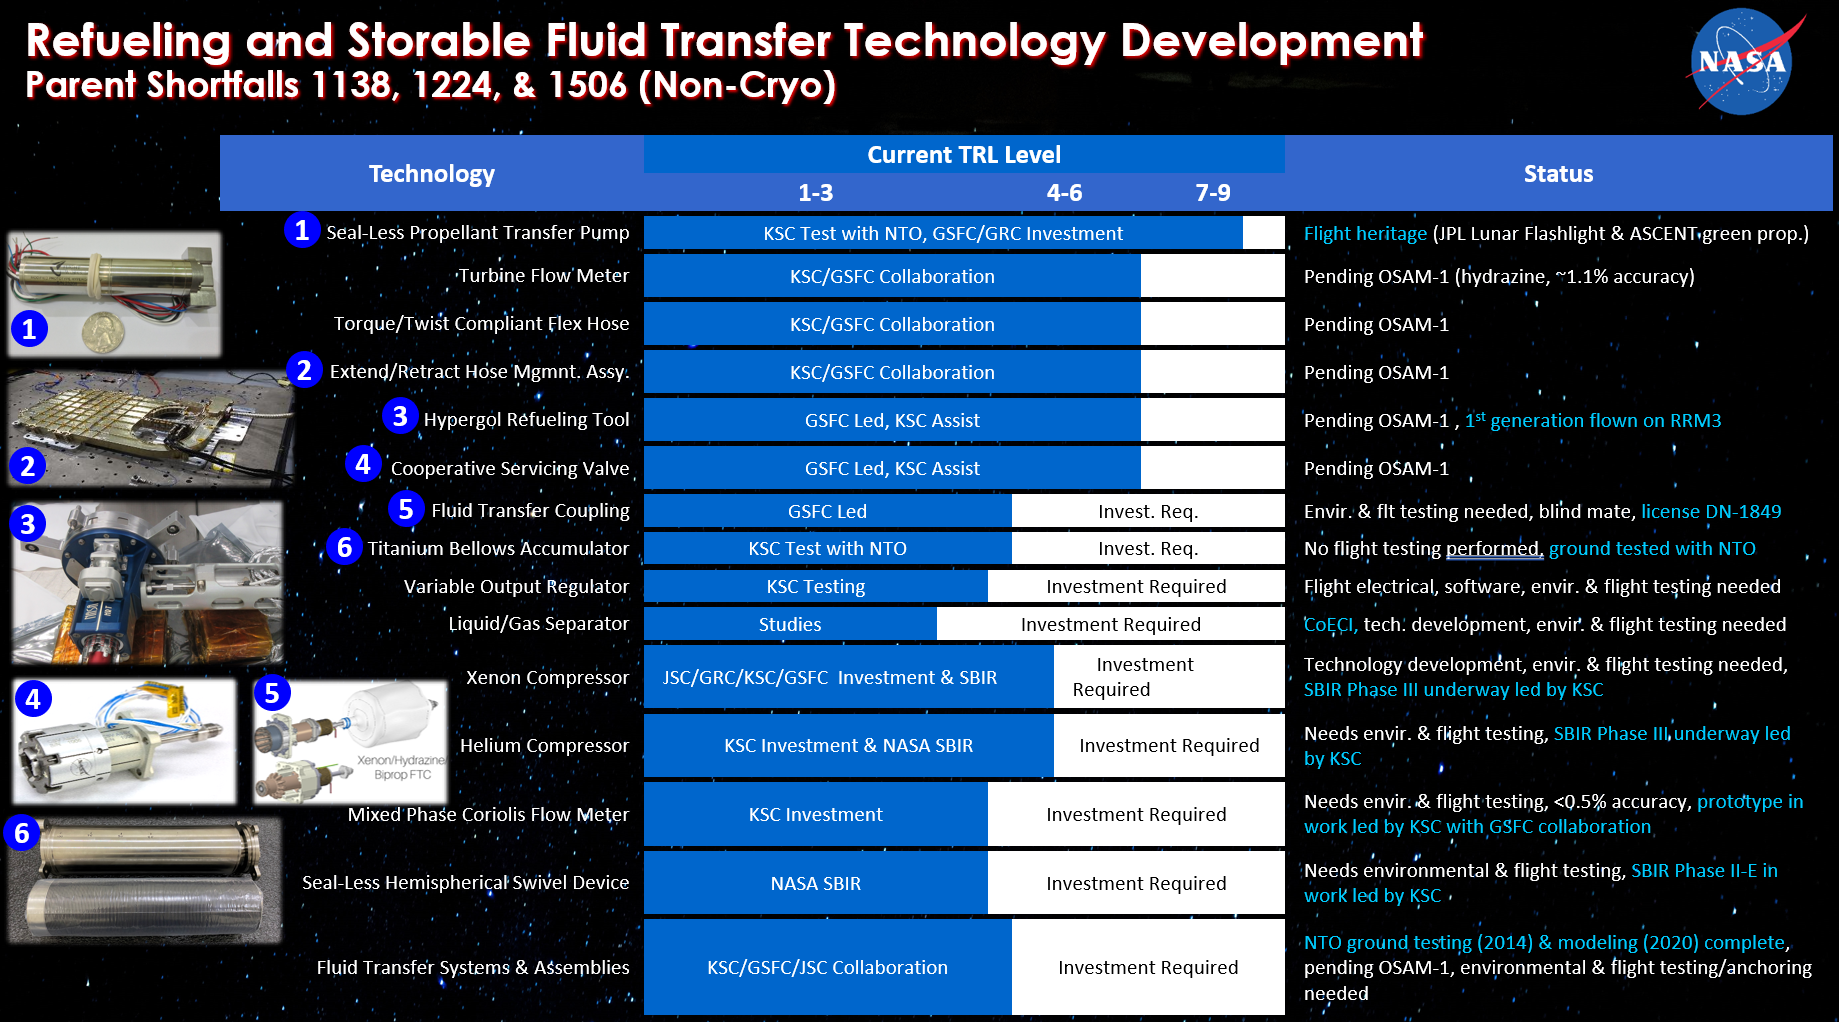 Refueling and Storable Fluid Transfer Technology Development
Parent Shortfalls 1138, 1224, & 1506 (Non-Cryo)
NASA
Technology
Current TRL Level
1-3
4-6
7-9
Status
1 Seal-Less Propellant Transfer Pump
KSC Test with NTO, GSFC/GRC Investment
Flight heritage (JPL Lunar Flashlight & ASCENT green prop.)
Turbine Flow Meter
KSC/GSFC Collaboration
Pending OSAM-1 (hydrazine, ~1.1% accuracy)
1
Torque/Twist Compliant Flex Hose
KSC/GSFC Collaboration
Pending OSAM-1
2 Extend/Retract Hose Mgmnt. Assy.
KSC/GSFC Collaboration
Pending OSAM-1
3 Hypergol Refueling Tool
GSFC Led, KSC Assist
Pending OSAM-1 , 1st generation flown on RRM3
2
4 Cooperative Servicing Valve
GSFC Led, KSC Assist
Pending OSAM-1
5 Fluid Transfer Coupling
GSFC Led
Invest. Req.
Envir. & flt testing needed, blind mate, license DN-1849
3
6 Titanium Bellows Accumulator
KSC Test with NTO
Invest. Req.
No flight testing performed, ground tested with NTO
Variable Output Regulator
KSC Testing
Investment Required
Flight electrical, software, envir. & flight testing needed
NASA
Liquid/Gas Separator
Studies
Investment Required
CoECI, tech. development, envir. & flight testing needed
Xenon Compressor
JSC/GRC/KSC/GSFC Investment & SBIR
Investment
Required
Technology development, envir. & flight testing needed,
SBIR Phase III underway led by KSC
4
5
Xenon/Hydrazine/
Biprop FTC
Helium Compressor
KSC Investment & NASA SBIR
Investment Required
Needs envir. & flight testing, SBIR Phase III underway led
by KSC
Mixed Phase Coriolis Flow Meter
KSC Investment
Investment Required
Needs envir. & flight testing, <0.5% accuracy, prototype in
work led by KSC with GSFC collaboration
6
Seal-Less Hemispherical Swivel Device
NASA SBIR
Investment Required
Needs environmental & flight testing, SBIR Phase II-E in
work led by KSC
Fluid Transfer Systems & Assemblies
KSC/GSFC/JSC Collaboration
Investment Required
NTO ground testing (2014) & modeling (2020) complete,
pending OSAM-1, environmental & flight testing/anchoring
needed